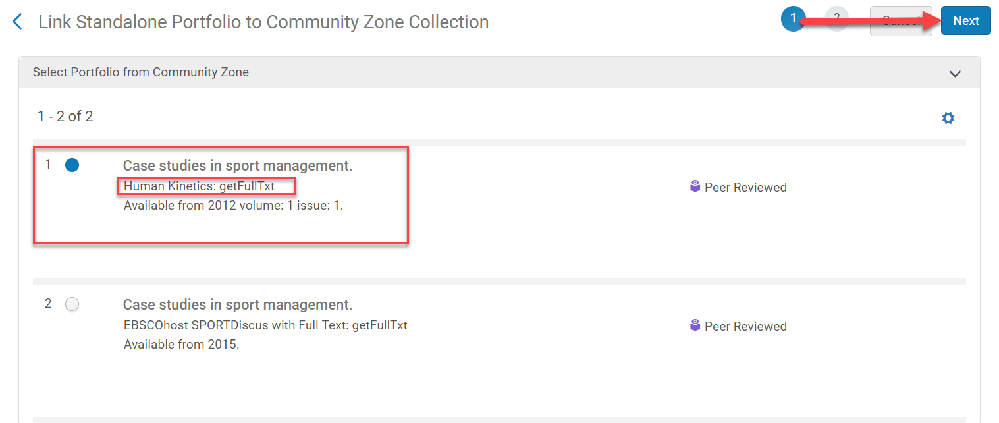 Link Standalone Portfolio to Community Zone Collection
1
2
Cancel
Next
Select Portfolio from Community Zone
1 - 2 of 2
1
Case studies in sport management.
Human Kinetics: getFullTxt
Available from 2012 volume: 1 issue: 1.
Peer Reviewed
2
Case studies in sport management.
EBSCOhost SPORTDiscus with Full Text: getFullTxt
Available from 2015.
Peer Reviewed